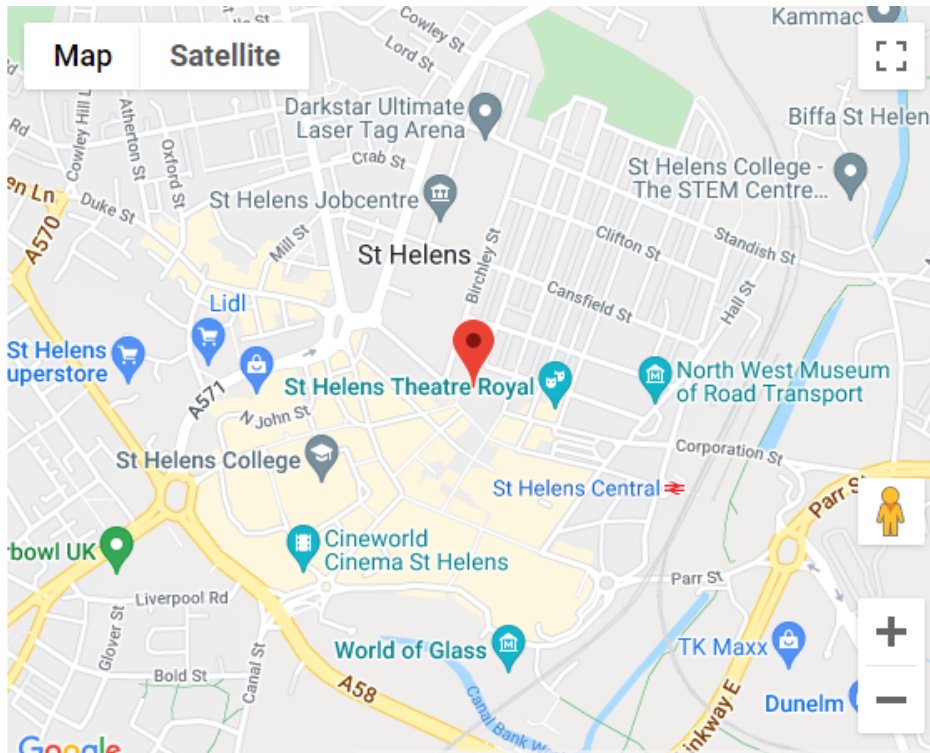 Map
Satellite
Cowley St
Kammac
Lord St
Cowley Hill L
Rd
Atherton St
Darkstar Ultimate
Laser Tag Arena
Biffa St Helen
Oxford St
Crab St
St Helens College -
The STEM Centre...
en Ln
St Helens Jobcentre
Duke St
A570
Mill St
St Helens
Birchley St
Clifton St
Standish St
Cansfield St
Hall St
Lidl
St Helens
uperstore
A571
St Helens Theatre Royal
North West Museum
of Road Transport
N John St
St Helens College
Corporation St
St Helens Central
Parr St
rbowl UK
Cineworld
Cinema St Helens
Parr St
Liverpool Rd
Glover St
Bold St
Canal St
World of Glass
TK Maxx
A58
Canal Bank W
Dunelm
inkway E
Google